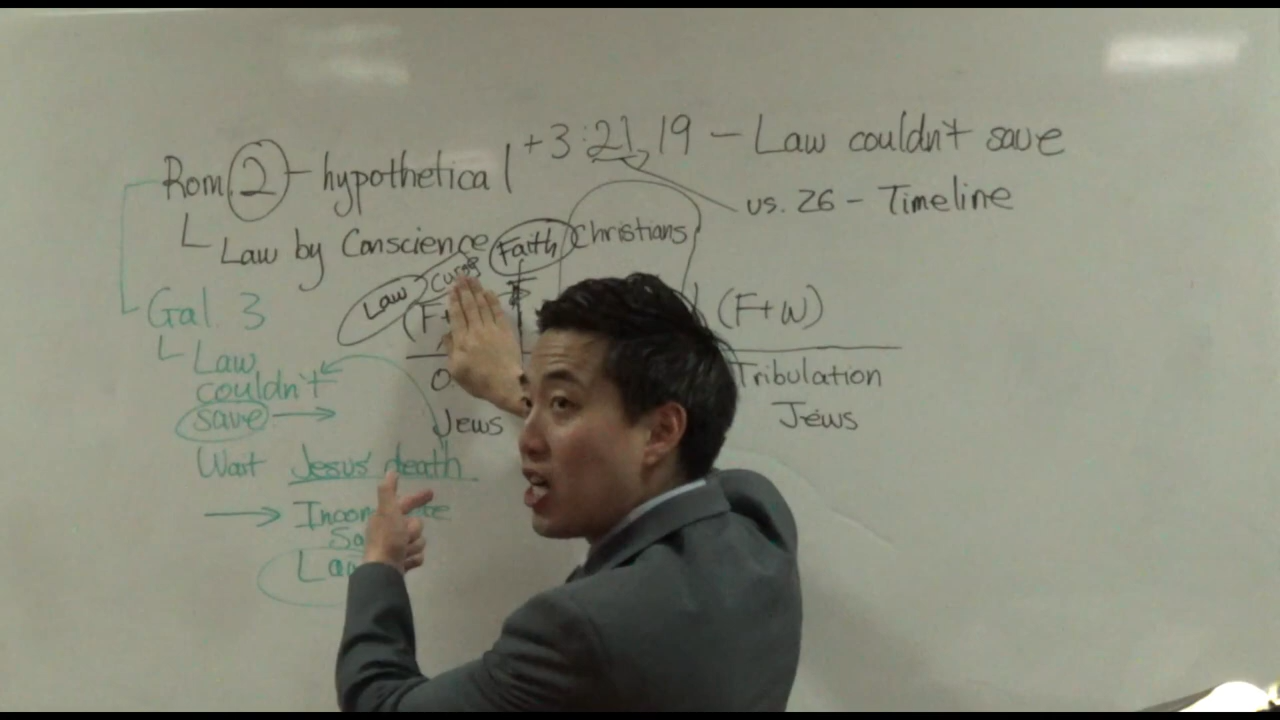 +3:21, 19 – Law couldn't save
Rom. 2 – hypothetical
vs. 26 – Timeline
Law by Conscience
Faith
Christians
Law
Curse
(F+
(F+W)
Gal. 3
Law
couldn't
save →
Tribulation
Jews
Jews
Wait Jesus' death
→